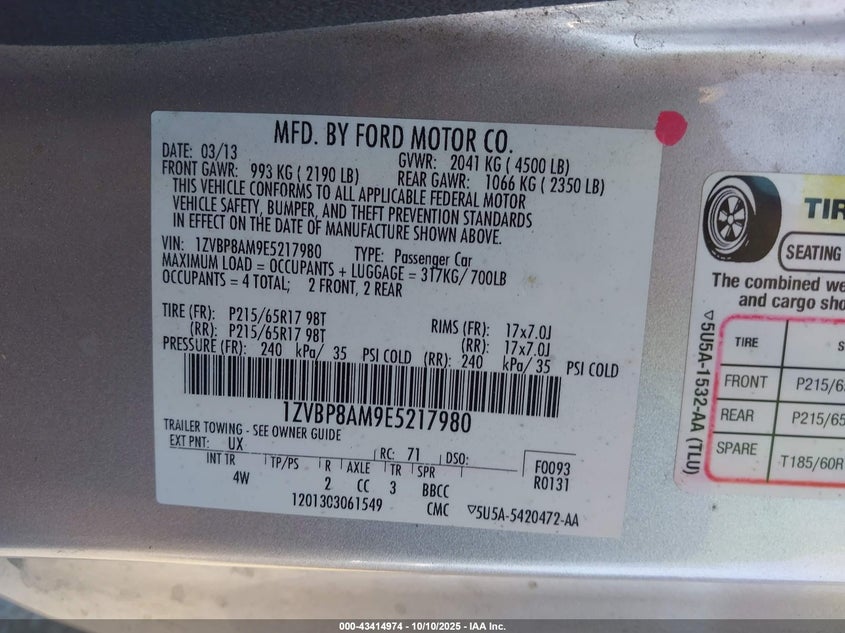 MFD. BY FORD MOTOR CO.
DATE: 03/13 GVWR: 2041 KG ( 4500 LB)
FRONT GAWR: 993 KG ( 2190 LB) REAR GAWR: 1066 KG ( 2350 LB)
THIS VEHICLE CONFORMS TO ALL APPLICABLE FEDERAL MOTOR
VEHICLE SAFETY, BUMPER, AND THEFT PREVENTION STANDARDS
IN EFFECT ON THE DATE OF MANUFACTURE SHOWN ABOVE.
VIN: 1ZVBP8AM9E5217980 TYPE: Passenger Car
MAXIMUM LOAD = OCCUPANTS + LUGGAGE = 317KG/ 700LB
OCCUPANTS = 4 TOTAL; 2 FRONT, 2 REAR
TIRE (FR): P215/65R17 98T RIMS (FR): 17x7.0J
(RR): P215/65R17 98T (RR): 17x7.0J
PRESSURE (FR): 240 kPa/ 35 PSI COLD (RR): 240 kPa/ 35 PSI COLD
1ZVBP8AM9E5217980
TRAILER TOWING - SEE OWNER GUIDE
EXT PNT: UX RC: 71 DSO: F0093
R0131
INT TR TP/PS R AXLE TR SPR
4W 2 CC 3 BBCC
1201303061549 CMC ▽5U5A-5420472-AA
TIR
SEATING
The combined we
and cargo sho
TIRE S
FRONT P215/65
REAR P215/65
SPARE T185/60R
▽5U5A-1532-AA (TLU)
000-43414974 - 10/10/2025 - IAA Inc.